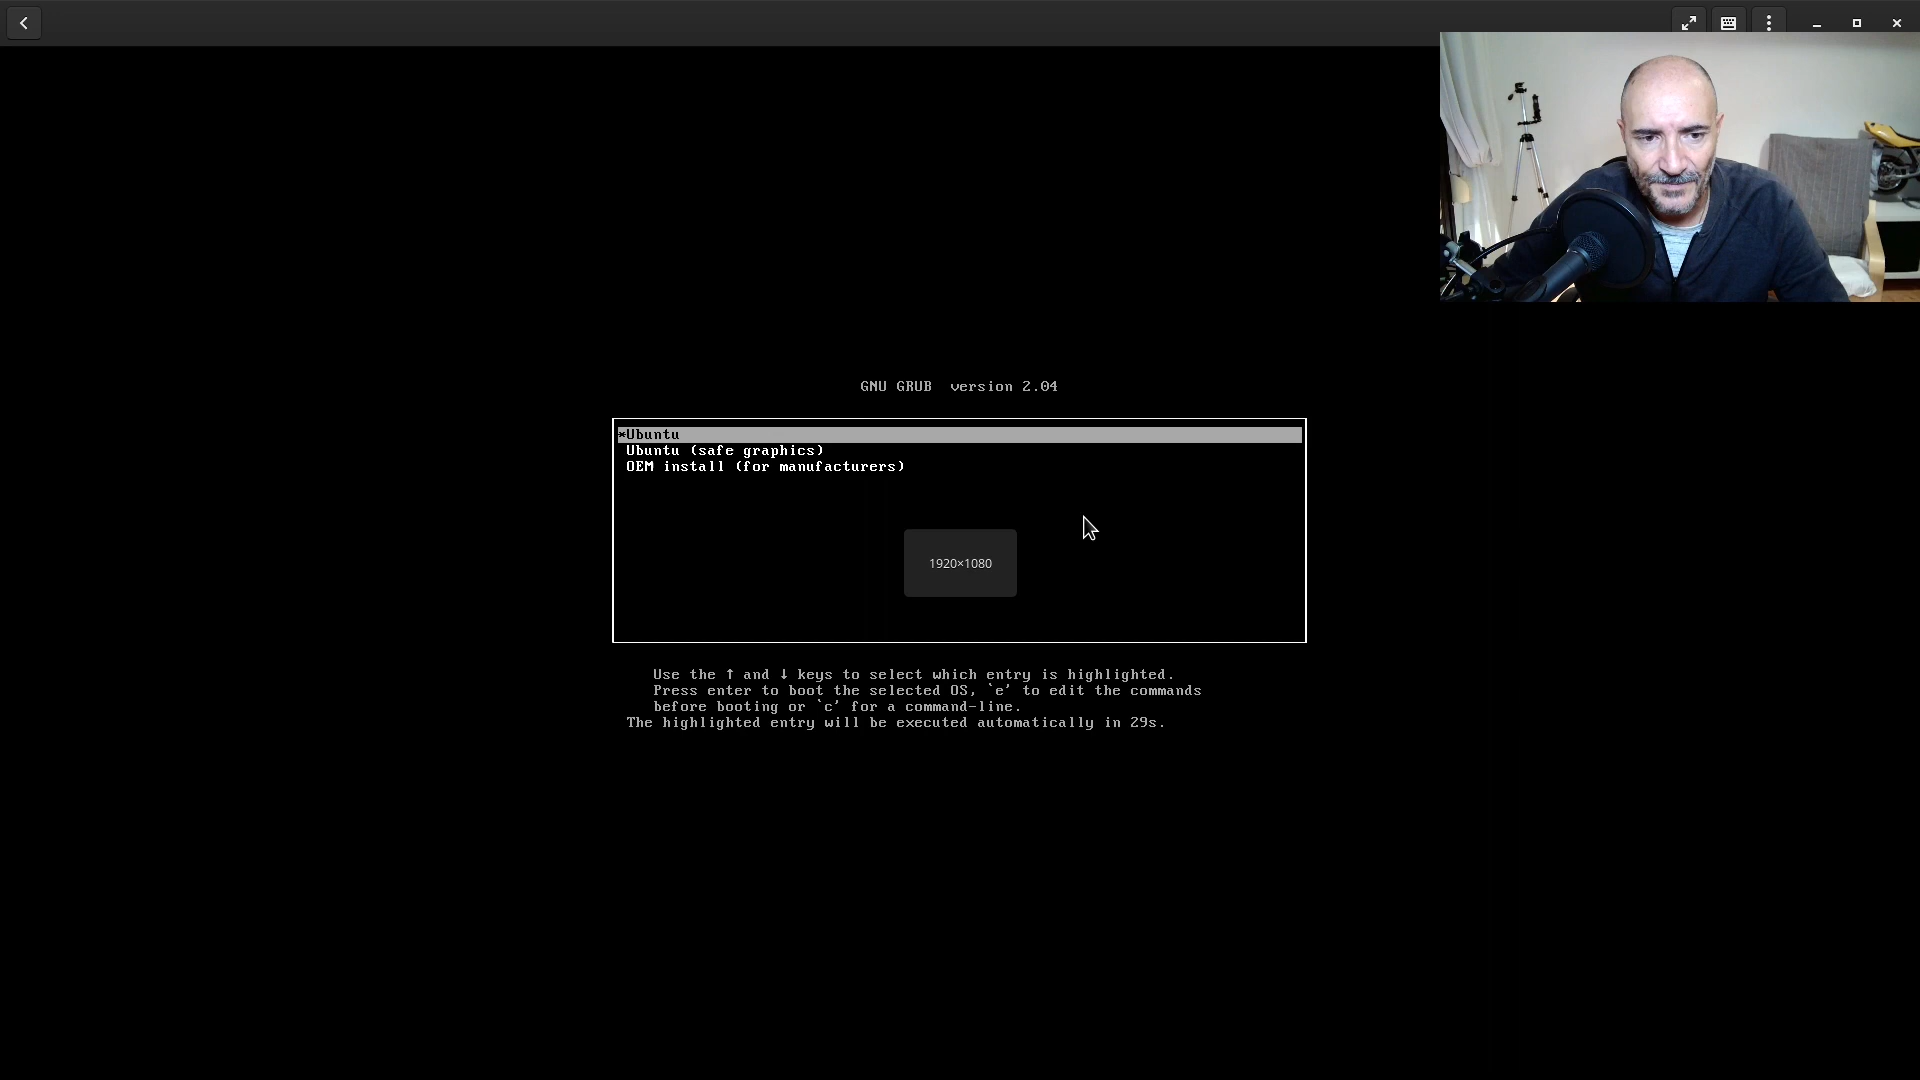 GNU GRUB  version 2.04
*Ubuntu
Ubuntu (safe graphics)
OEM install (for manufacturers)
1920×1080
Use the ↑ and ↓ keys to select which entry is highlighted.
Press enter to boot the selected OS, `e' to edit the commands
before booting or `c' for a command-line.
The highlighted entry will be executed automatically in 29s.